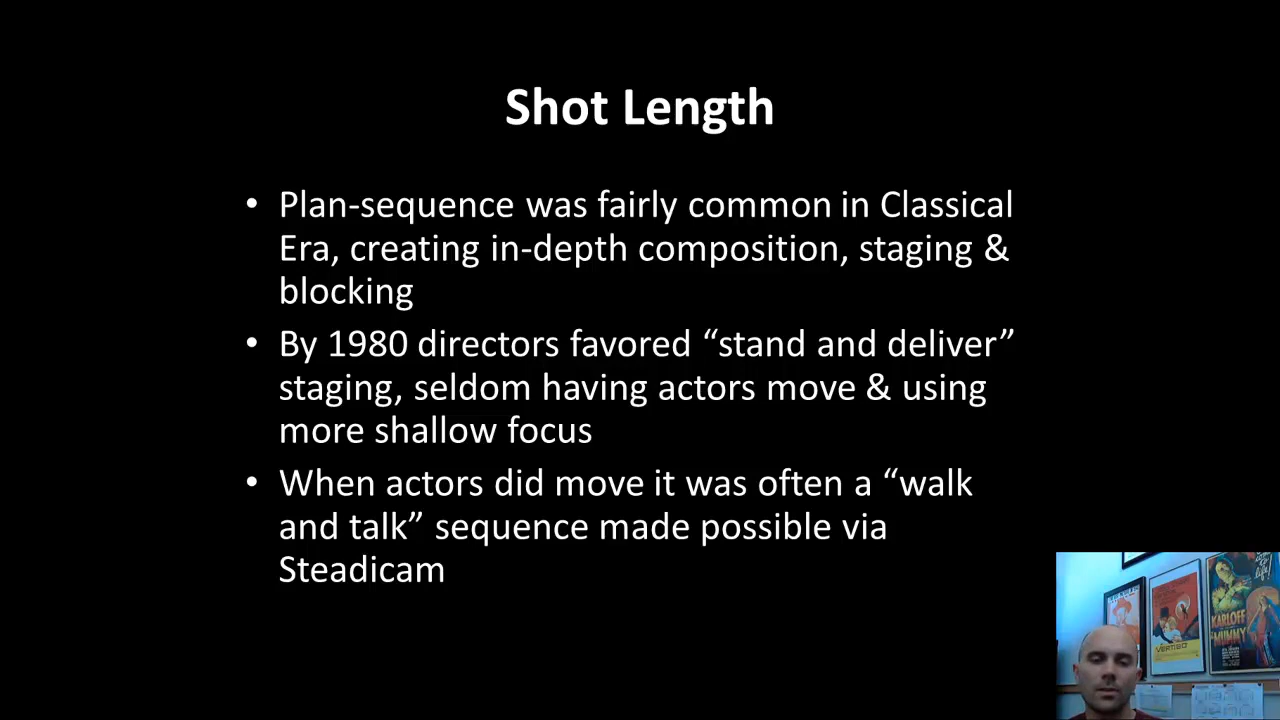 Shot Length
• Plan-sequence was fairly common in Classical
Era, creating in-depth composition, staging &
blocking
• By 1980 directors favored “stand and deliver”
staging, seldom having actors move & using
more shallow focus
• When actors did move it was often a “walk
and talk” sequence made possible via
Steadicam
to life!
KARLOFF
MUMMY
VERTIGO